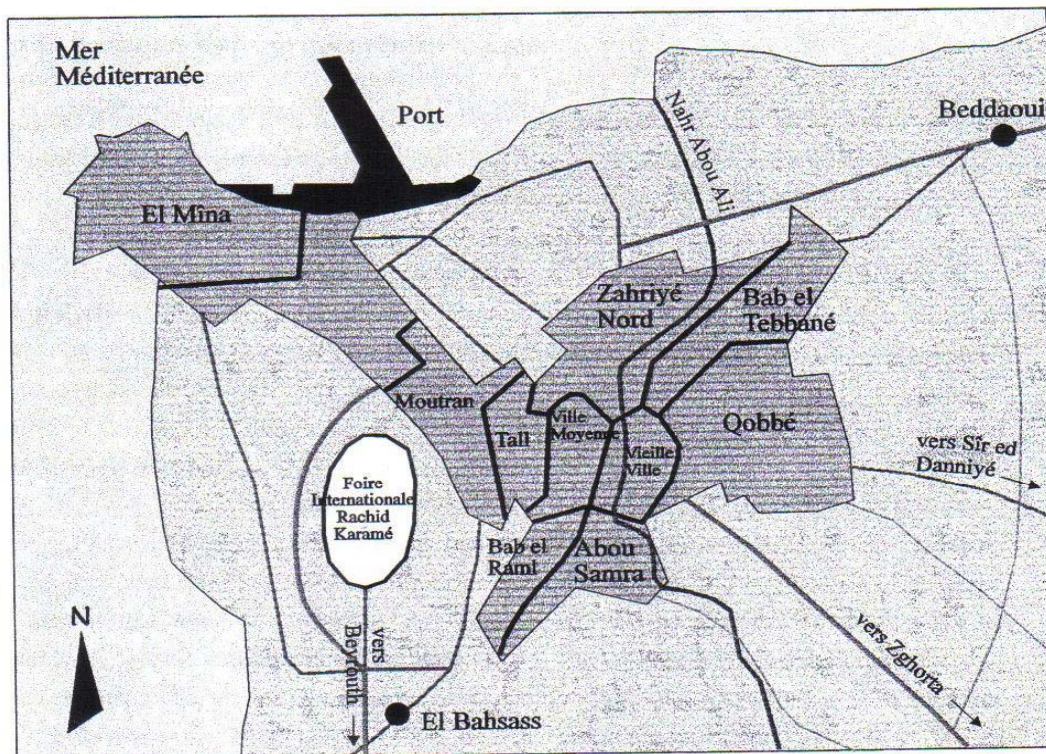 Mer
Méditerranée
Port
Beddaoui
Nahr Abou Ali
El Mîna
Zahriyé
Nord
Bab el
Tebbané
Moutran
Tall
Ville
Moyenne
Vieille
Ville
Qobbé
vers Sîr ed
Danniyé
Foire
Internationale
Rachid
Karamé
Bab el
Raml
Abou
Samra
N
vers
Beyrouth
vers Zghorta
El Bahsass